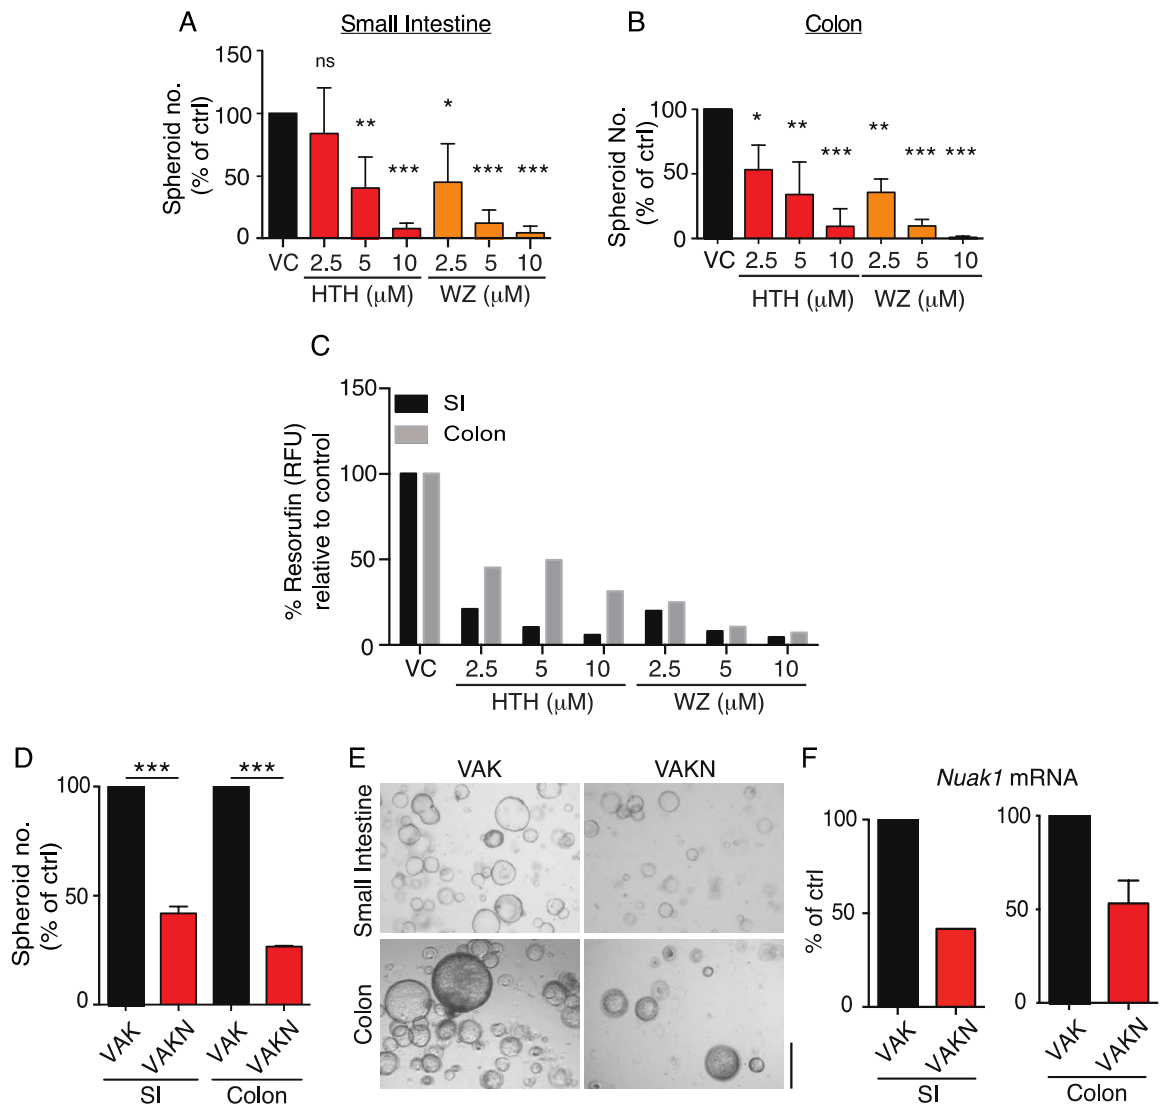 A
Small Intestine
Spheroid no.
(% of ctrl)
150
100
50
0
ns
**
***
*
***
***
VC 2.5 5 10 2.5 5 10
HTH (μM) WZ (μM)
B
Colon
Spheroid No.
(% of ctrl)
100
50
0
*
**
***
**
***
***
VC 2.5 5 10 2.5 5 10
HTH (μM) WZ (μM)
C
% Resorufin (RFU)
relative to control
150
100
50
0
SI
Colon
VC 2.5 5 10 2.5 5 10
HTH (μM) WZ (μM)
D
Spheroid no.
(% of ctrl)
100
50
0
*** ***
VAK VAKN VAK VAKN
SI Colon
E
VAK VAKN
Small Intestine
Colon
F
Nuak1 mRNA
% of ctrl
100
50
0
VAK VAKN
SI
100
50
0
VAK VAKN
Colon